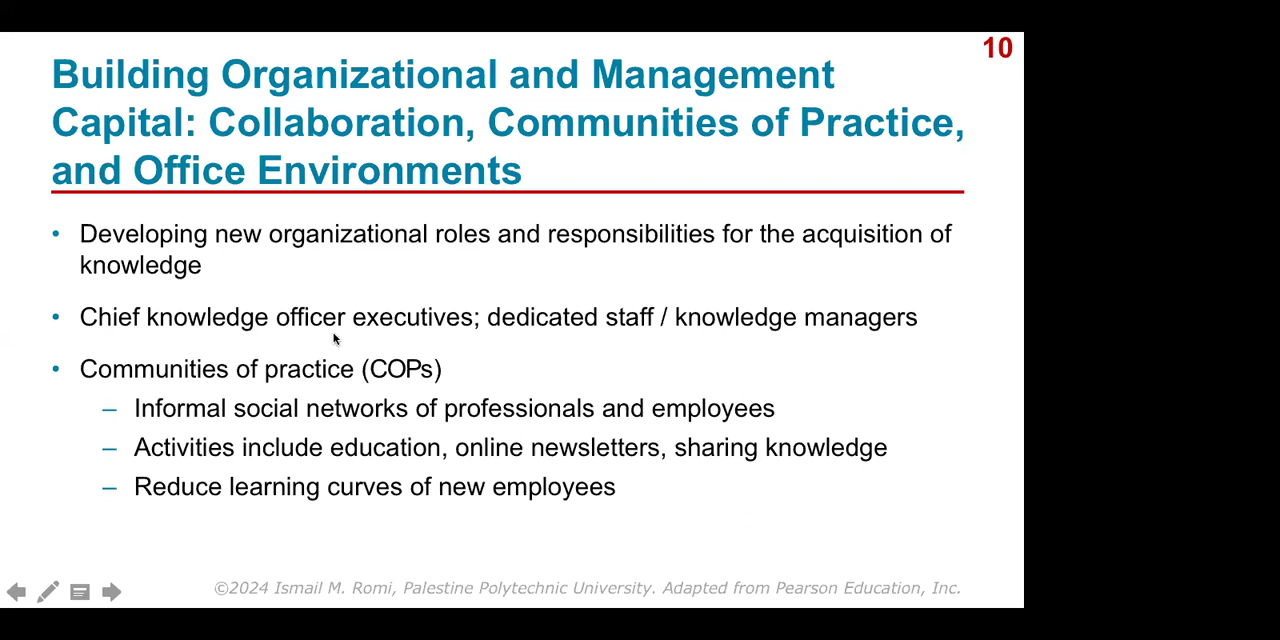 10
Building Organizational and Management
Capital: Collaboration, Communities of Practice,
and Office Environments
• Developing new organizational roles and responsibilities for the acquisition of
knowledge
• Chief knowledge officer executives; dedicated staff / knowledge managers
• Communities of practice (COPs)
– Informal social networks of professionals and employees
– Activities include education, online newsletters, sharing knowledge
– Reduce learning curves of new employees
©2024 Ismail M. Romi, Palestine Polytechnic University. Adapted from Pearson Education, Inc.